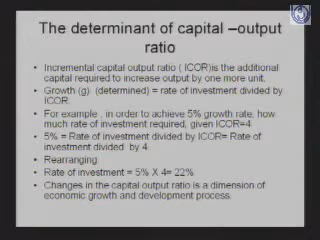 The determinant of capital –output
ratio
• Incremental capital output ratio ( ICOR)is the additional
capital required to increase output by one more unit.
• Growth (g) (determined) = rate of investment divided by
ICOR.
• For example , in order to achieve 5% growth rate, how
much rate of investment required, given ICOR=4
• 5% = Rate of investment divided by ICOR= Rate of
investment divided by 4.
• Rearranging
• Rate of investment = 5% X 4= 22%
• Changes in the capital output ratio is a dimension of
economic growth and development process.